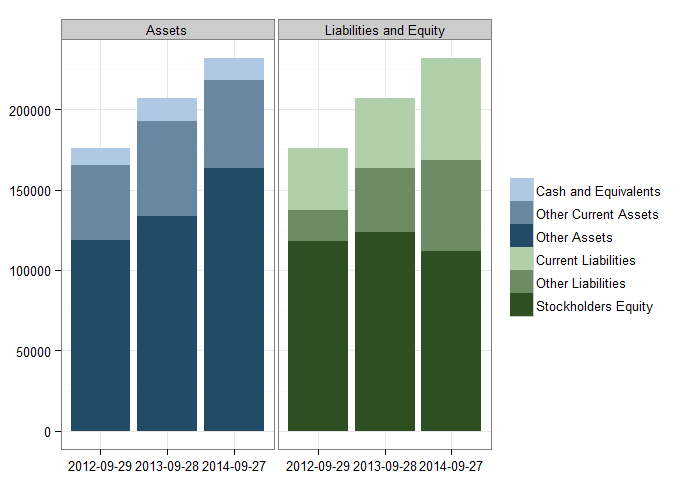 Assets
Liabilities and Equity
200000
150000
100000
50000
0
2012-09-29 2013-09-28 2014-09-27
2012-09-29 2013-09-28 2014-09-27
Cash and Equivalents
Other Current Assets
Other Assets
Current Liabilities
Other Liabilities
Stockholders Equity